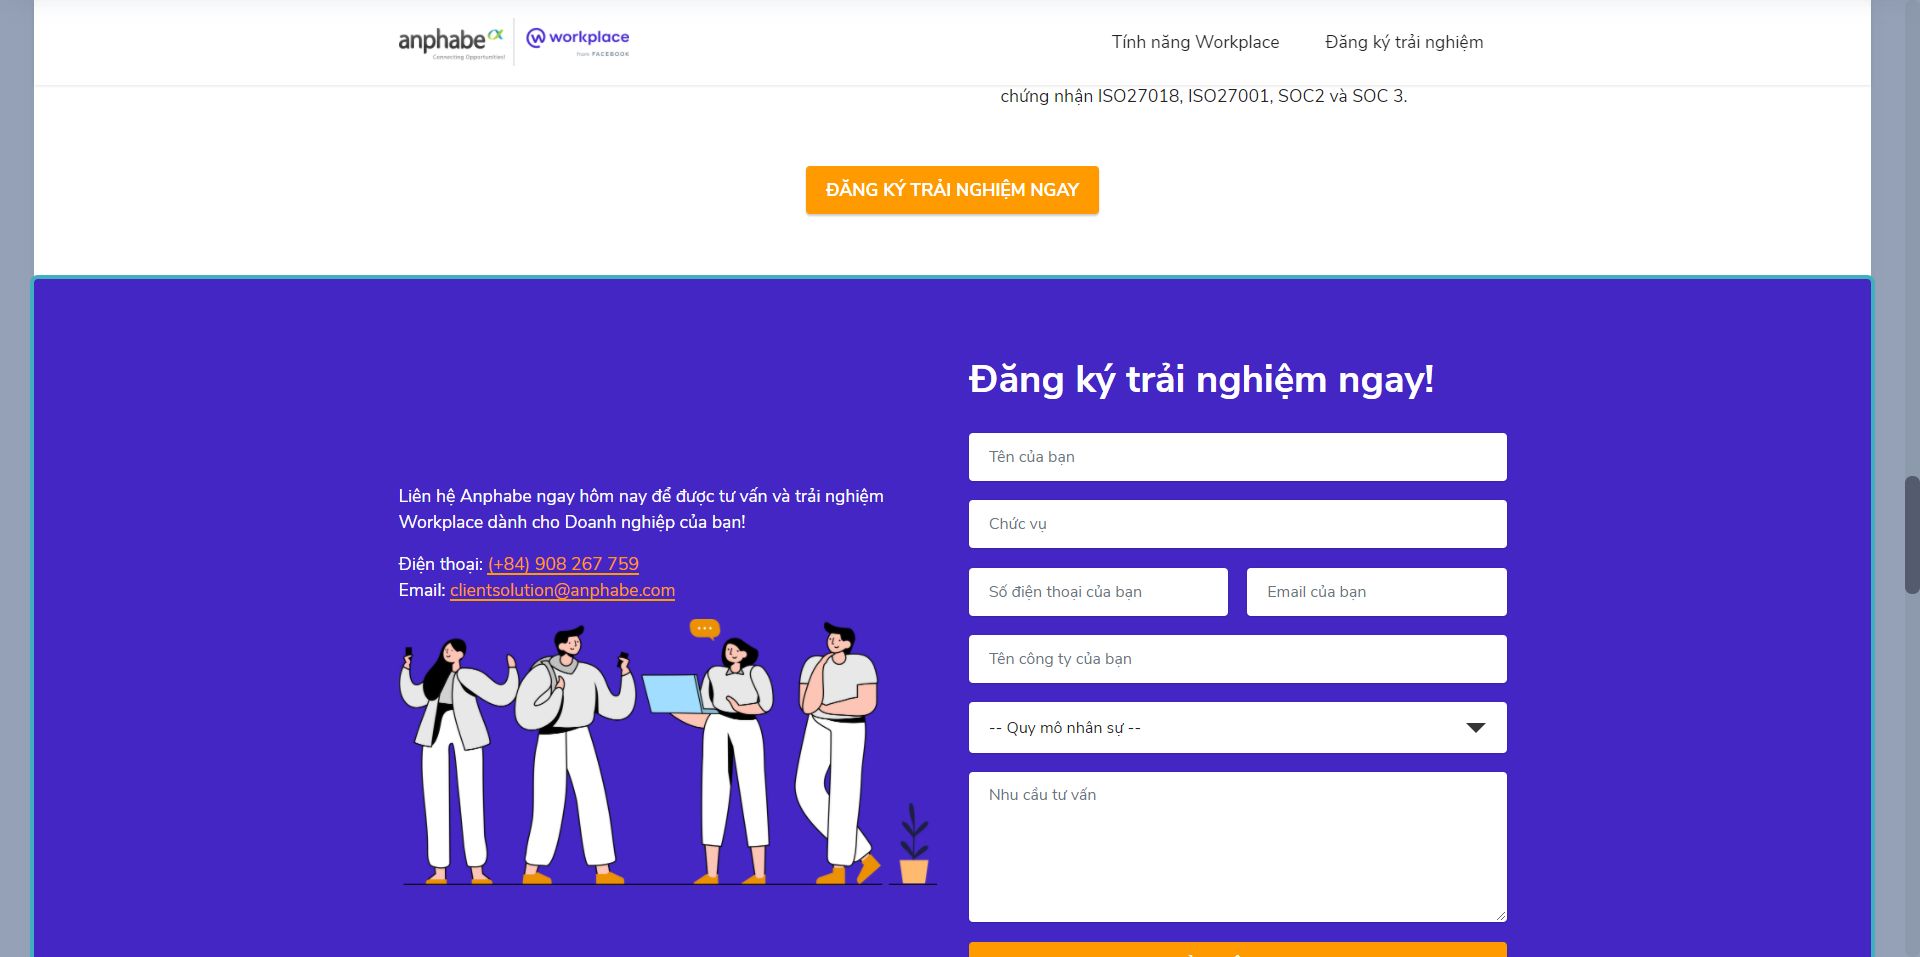 anphabe
Connecting Opportunities!
workplace
from FACEBOOK
Tính năng Workplace
Đăng ký trải nghiệm
chứng nhận ISO27018, ISO27001, SOC2 và SOC 3.
ĐĂNG KÝ TRẢI NGHIỆM NGAY
Liên hệ Anphabe ngay hôm nay để được tư vấn và trải nghiệm
Workplace dành cho Doanh nghiệp của bạn!
Điện thoại: (+84) 908 267 759
Email: clientsolution@anphabe.com
Đăng ký trải nghiệm ngay!
Tên của bạn
Chức vụ
Số điện thoại của bạn
Email của bạn
Tên công ty của bạn
-- Quy mô nhân sự --
Nhu cầu tư vấn